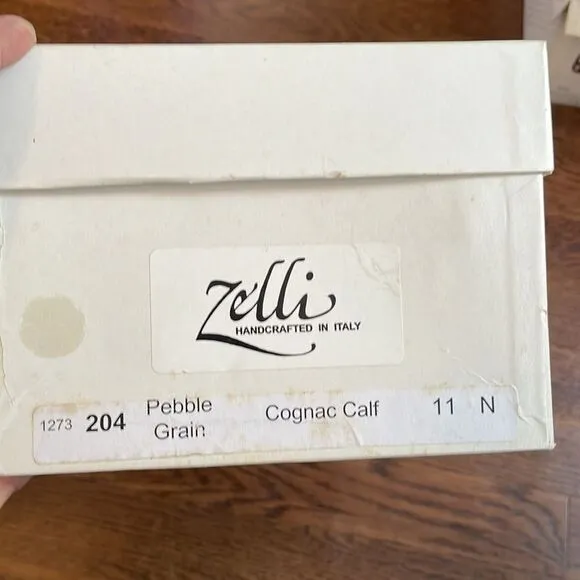 Zelli
HANDCRAFTED IN ITALY
1273 204 Pebble Grain Cognac Calf 11 N